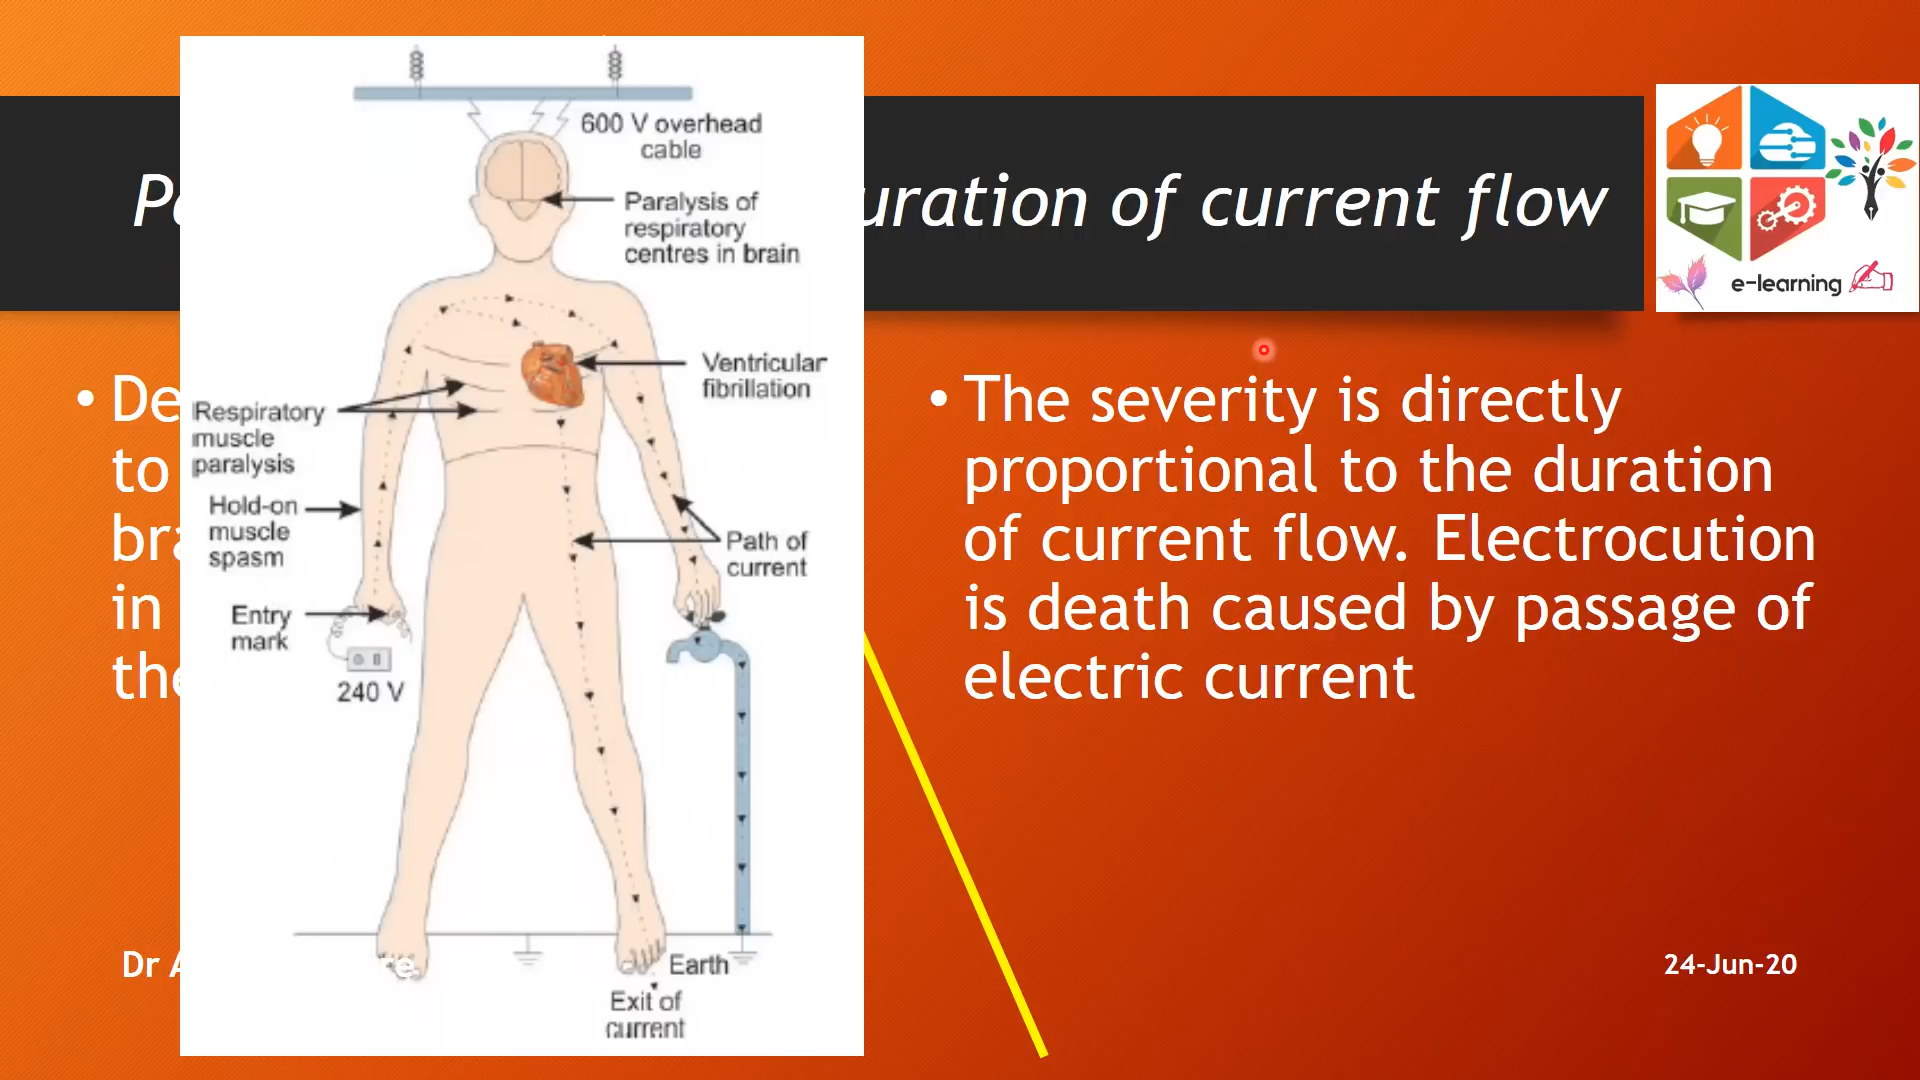 uration of current flow
600 V overhead
cable
Paralysis of
respiratory
centres in brain
Ventricular
fibrillation
Respiratory
muscle
paralysis
Hold-on
muscle
spasm
Path of
current
Entry
mark
240 V
Earth
Exit of
current
to
in
• The severity is directly
proportional to the duration
of current flow. Electrocution
is death caused by passage of
electric current
e-learning
Dr
24-Jun-20